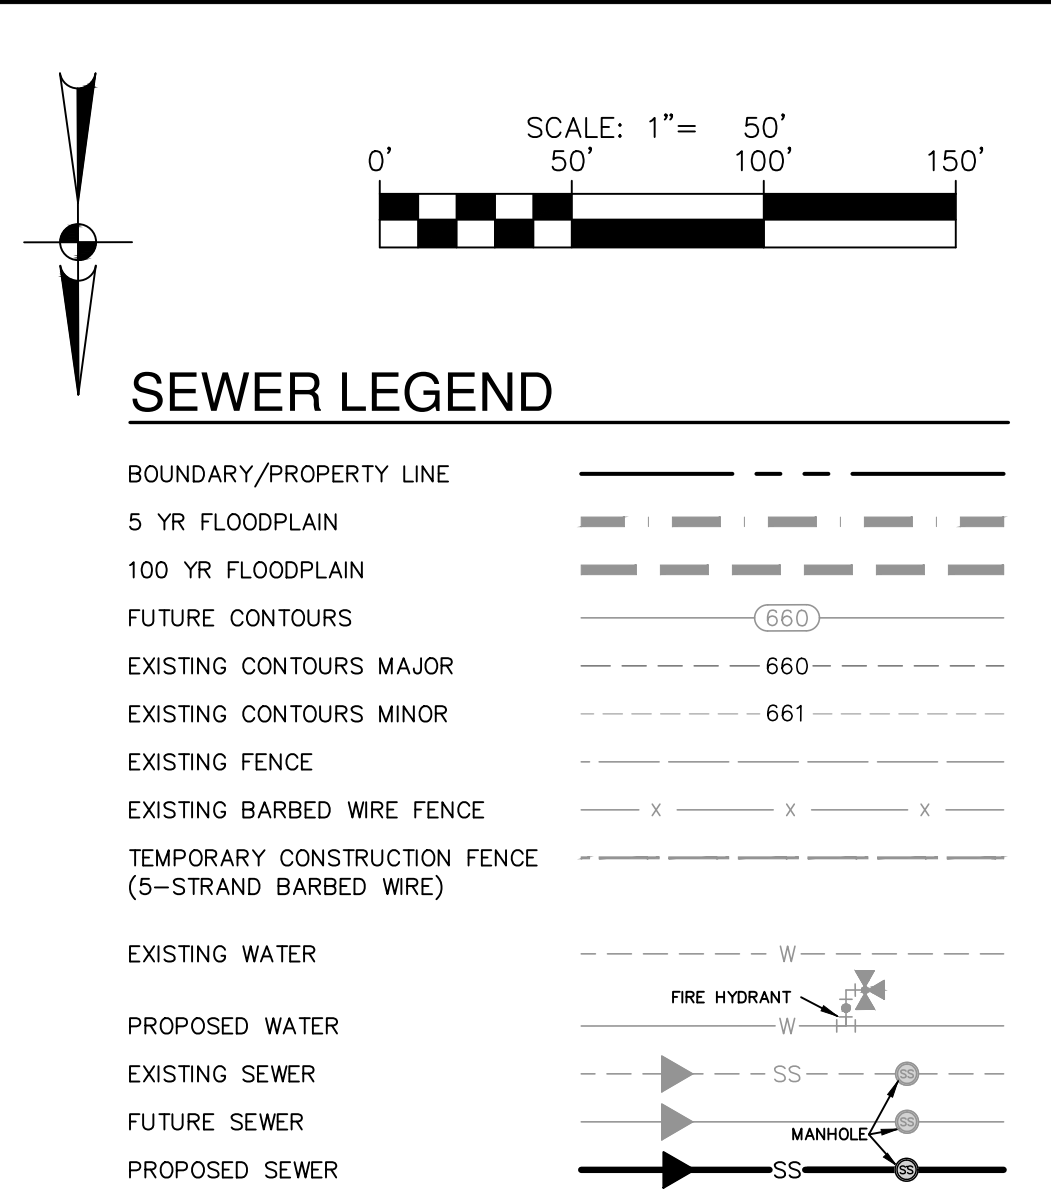 SCALE: 1"= 50'
0' 50' 100' 150'
SEWER LEGEND
BOUNDARY/PROPERTY LINE
5 YR FLOODPLAIN
100 YR FLOODPLAIN
FUTURE CONTOURS 660
EXISTING CONTOURS MAJOR 660
EXISTING CONTOURS MINOR 661
EXISTING FENCE
EXISTING BARBED WIRE FENCE X X X
TEMPORARY CONSTRUCTION FENCE
(5-STRAND BARBED WIRE)
EXISTING WATER W
FIRE HYDRANT
PROPOSED WATER W
EXISTING SEWER SS SS
FUTURE SEWER SS
MANHOLE
PROPOSED SEWER SS SS